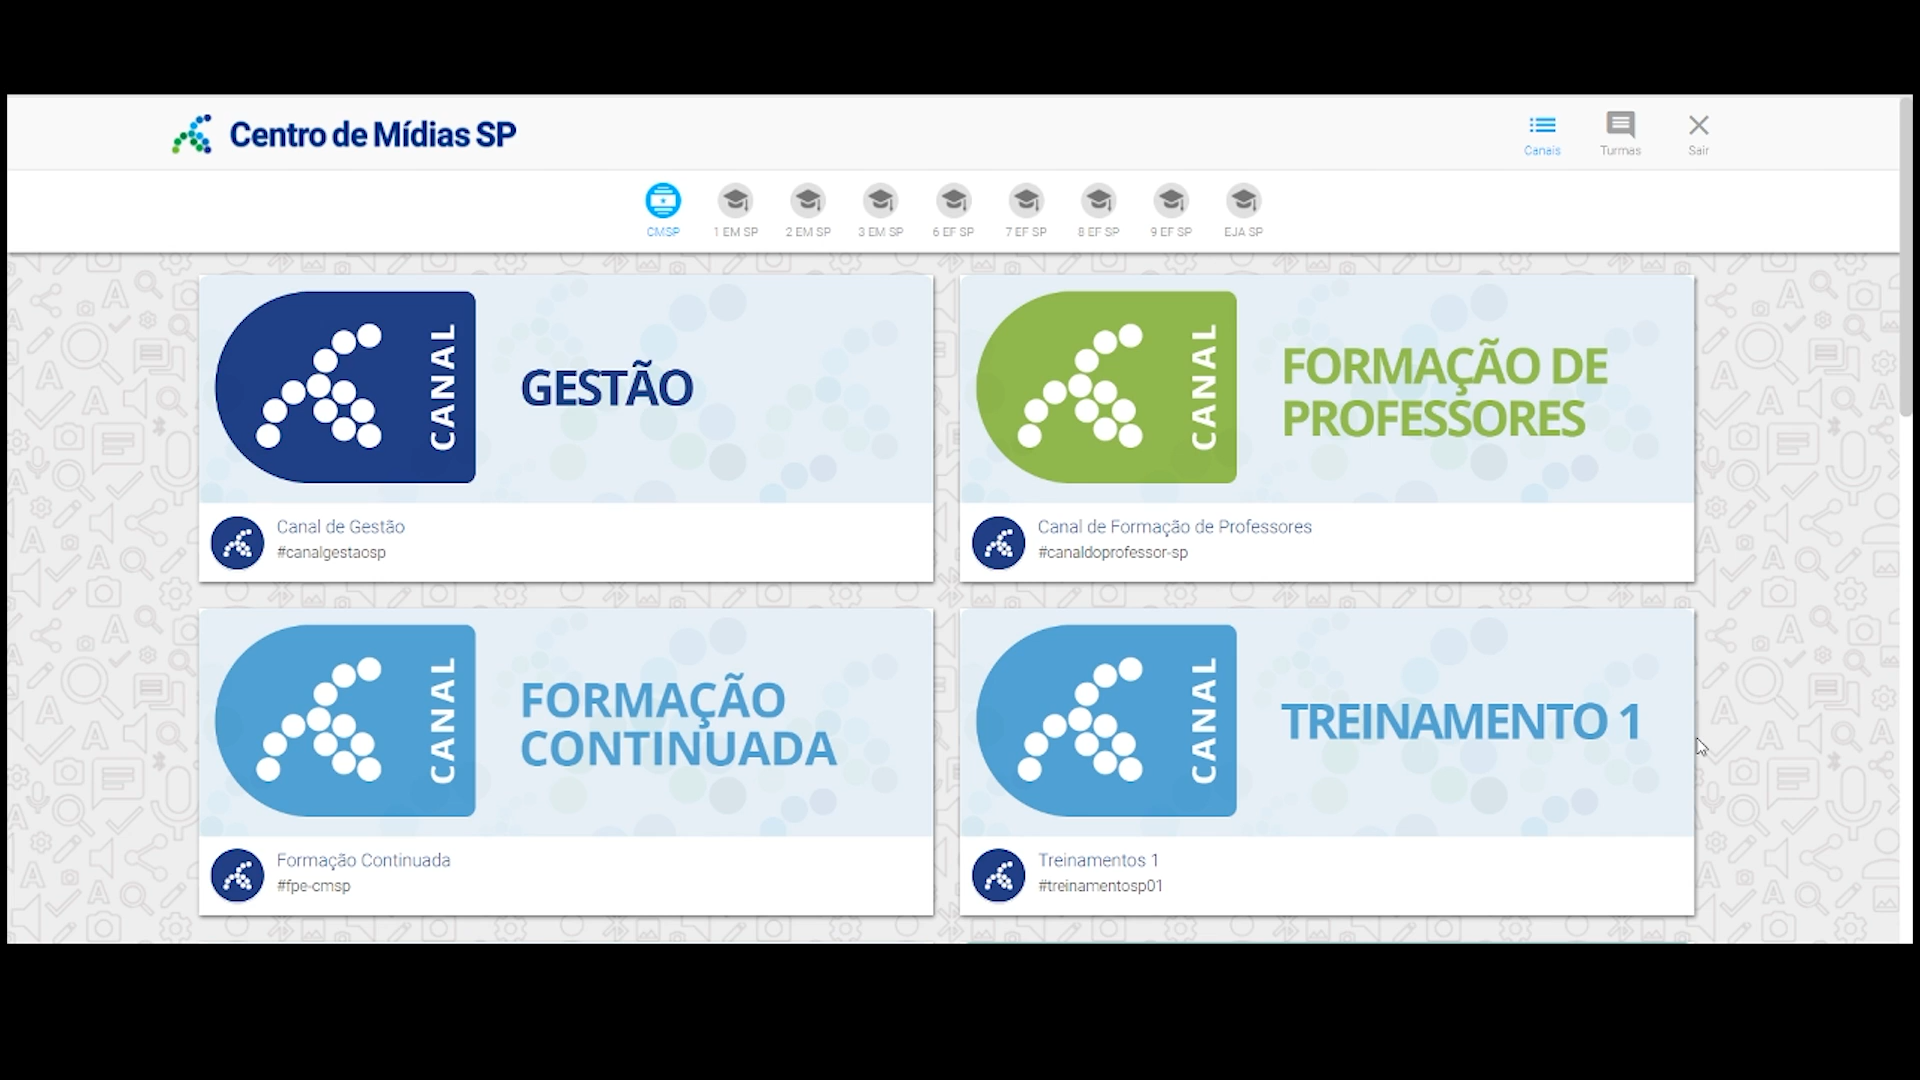 Centro de Mídias SP
Canais
Turmas
Sair
CMSP
1 EM SP
2 EM SP
3 EM SP
6 EF SP
7 EF SP
8 EF SP
9 EF SP
EJA SP
CANAL
GESTÃO
Canal de Gestão
#canalgestaosp
CANAL
FORMAÇÃO DE
PROFESSORES
Canal de Formação de Professores
#canaldoprofessor-sp
CANAL
FORMAÇÃO
CONTINUADA
Formação Continuada
#fpe-cmsp
CANAL
TREINAMENTO 1
Treinamentos 1
#treinamentosp01